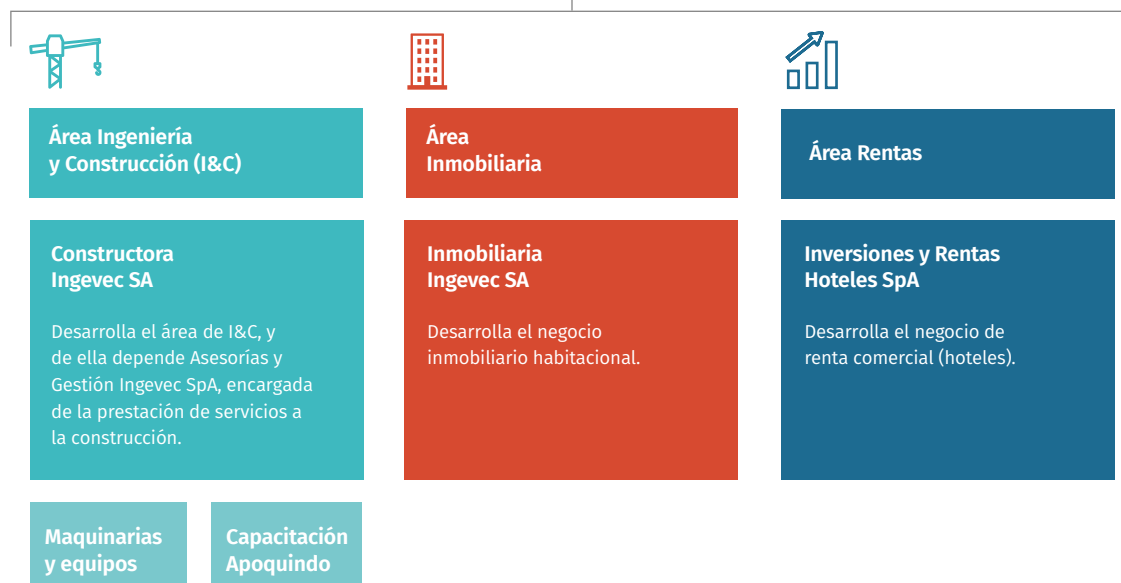 Área Ingeniería
y Construcción (I&C)
Constructora
Ingevec SA
Desarrolla el área de I&C, y
de ella depende Asesorías y
Gestión Ingevec SpA, encargada
de la prestación de servicios a
la construcción.
Maquinarias
y equipos
Capacitación
Apoquindo
Área
Inmobiliaria
Inmobiliaria
Ingevec SA
Desarrolla el negocio
inmobiliario habitacional.
Área Rentas
Inversiones y Rentas
Hoteles SpA
Desarrolla el negocio de
renta comercial (hoteles).